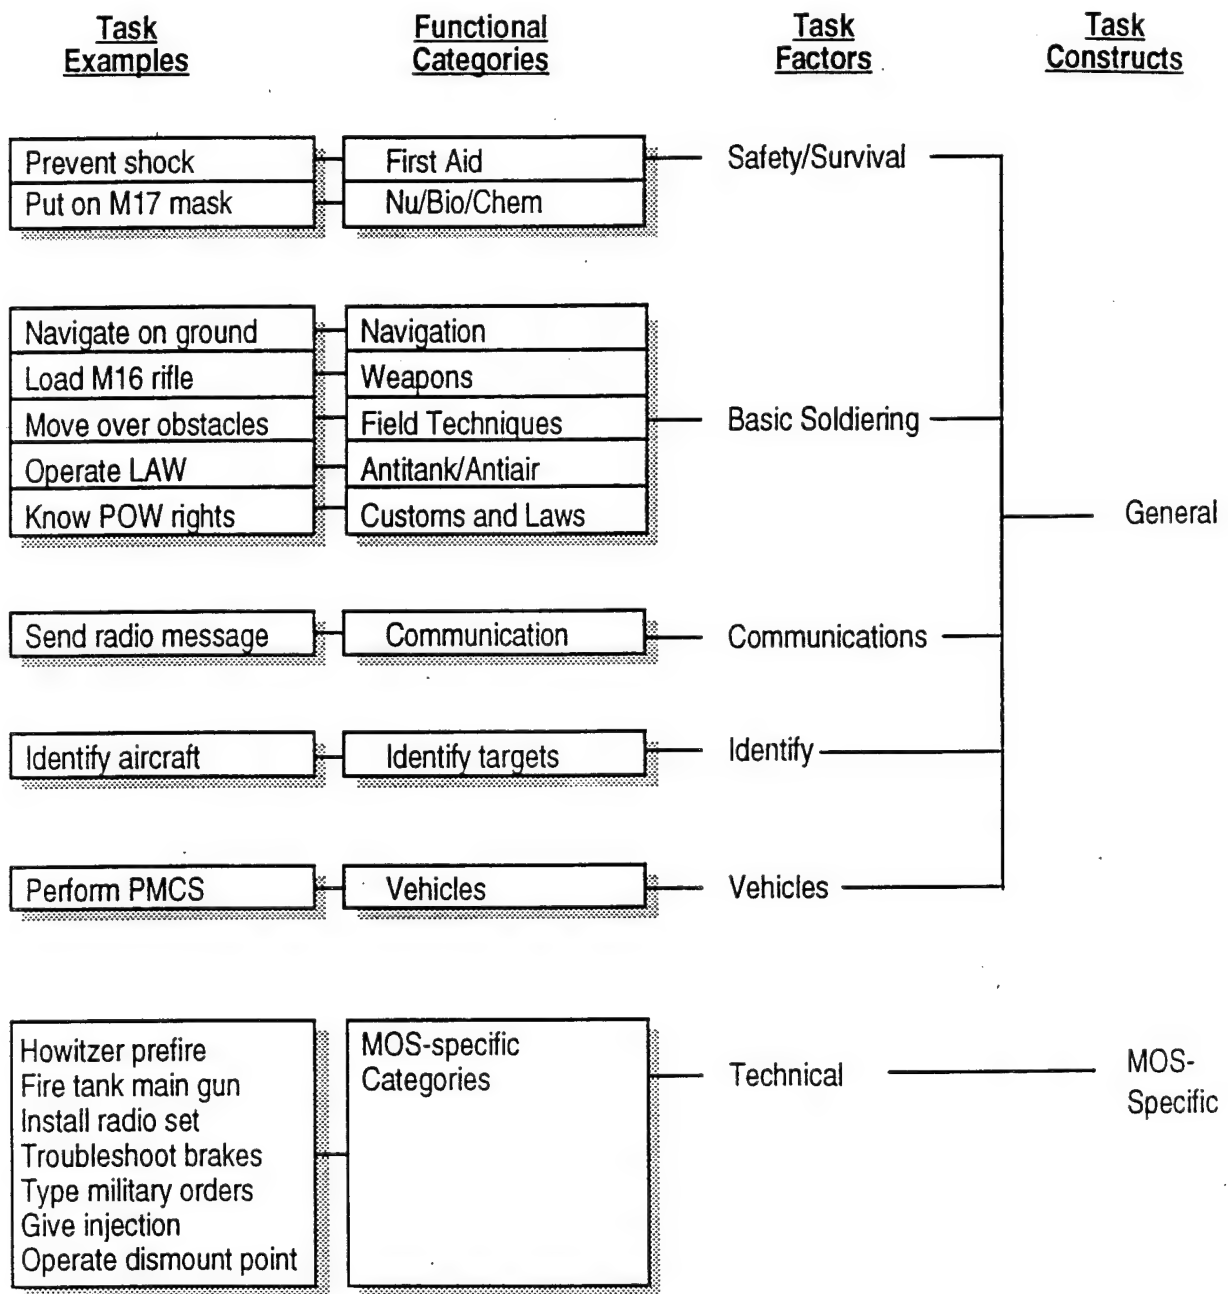 Task Examples
Functional Categories
Task Factors
Task Constructs
Prevent shock
First Aid
Safety/Survival
Put on M17 mask
Nu/Bio/Chem
Navigate on ground
Navigation
Load M16 rifle
Weapons
Move over obstacles
Field Techniques
Basic Soldiering
Operate LAW
Antitank/Antiair
Know POW rights
Customs and Laws
General
Send radio message
Communication
Communications
Identify aircraft
Identify targets
Identify
Perform PMCS
Vehicles
Vehicles
Howitzer prefire
Fire tank main gun
Install radio set
Troubleshoot brakes
Type military orders
Give injection
Operate dismount point
MOS-specific
Categories
Technical
MOS-
Specific